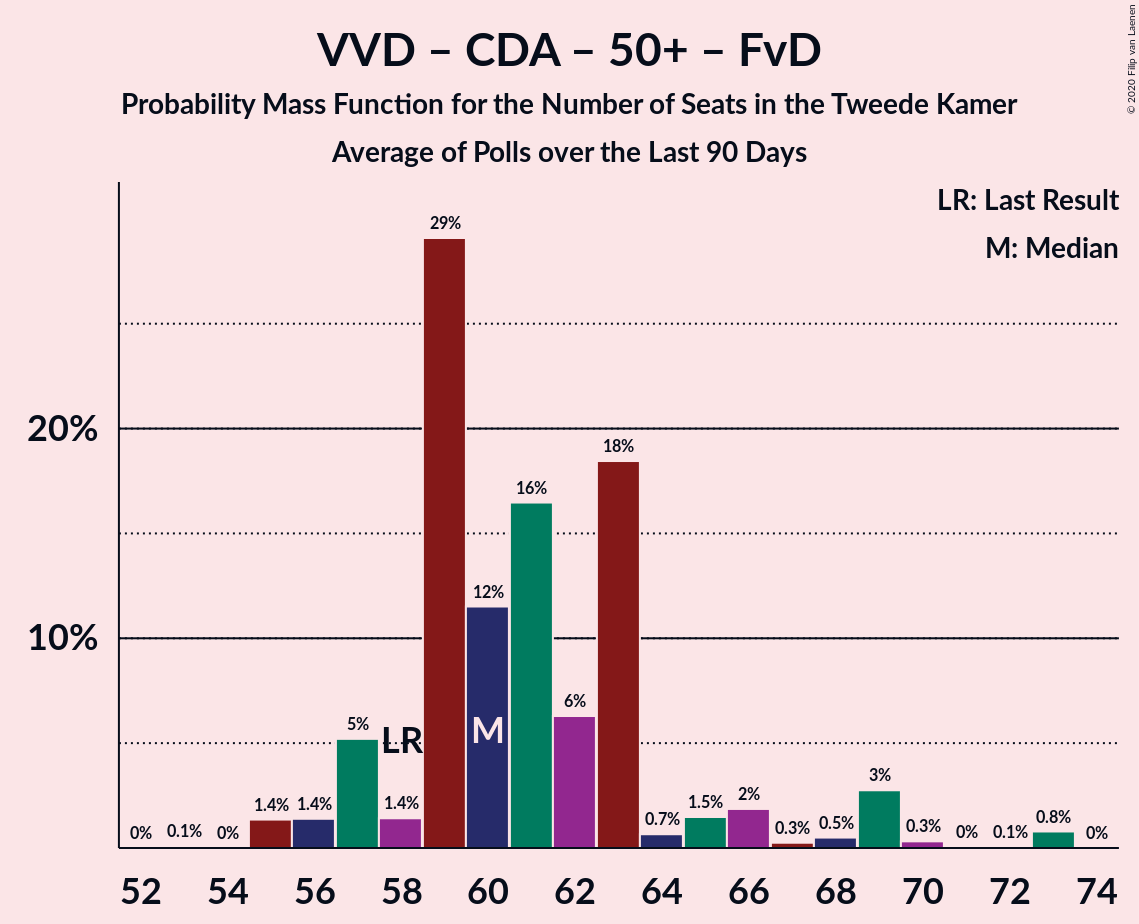 VVD – CDA – 50+ – FvD
Probability Mass Function for the Number of Seats in the Tweede Kamer
Average of Polls over the Last 90 Days
© 2020 Filip van Laenen
LR: Last Result
M: Median
20%
10%
0%
0.1%
0%
1.4%
1.4%
5%
1.4%
29%
12%
16%
6%
18%
0.7%
1.5%
2%
0.3%
0.5%
3%
0.3%
0%
0.1%
0.8%
0%
LR
M
52 54 56 58 60 62 64 66 68 70 72 74